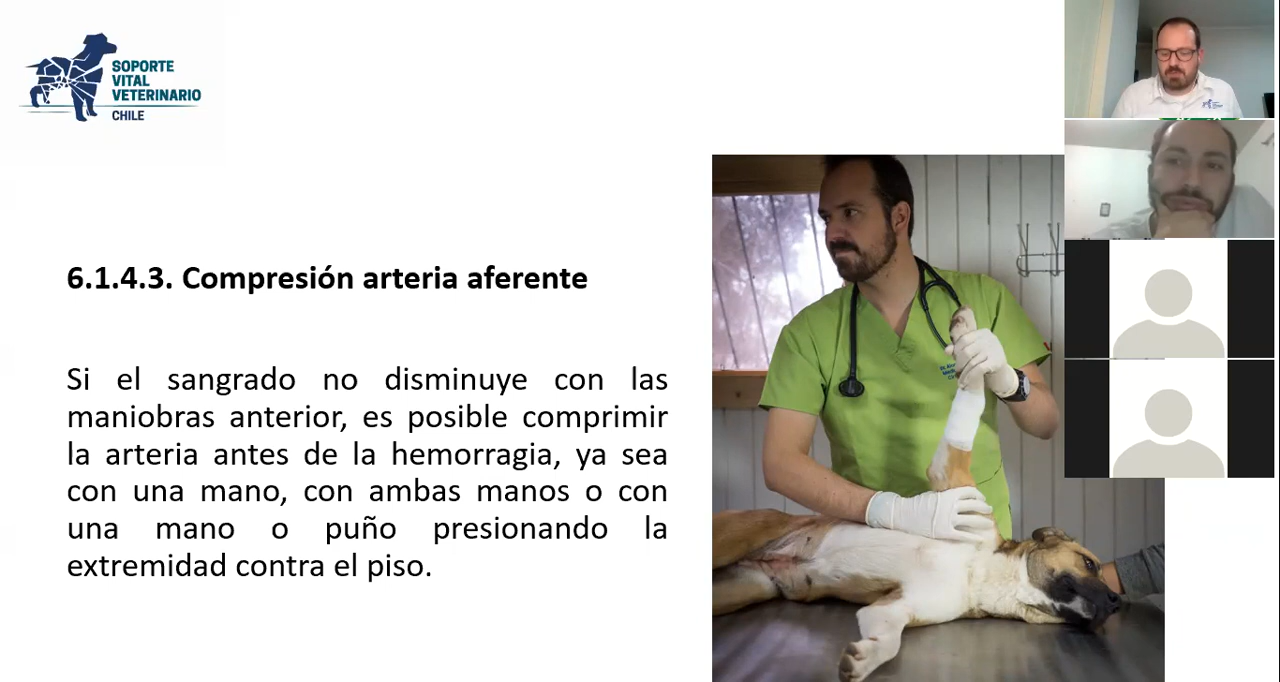 SOPORTE
VITAL
VETERINARIO
CHILE
6.1.4.3. Compresión arteria aferente
Si el sangrado no disminuye con las
maniobras anterior, es posible comprimir
la arteria antes de la hemorragia, ya sea
con una mano, con ambas manos o con
una mano o puño presionando la
extremidad contra el piso.